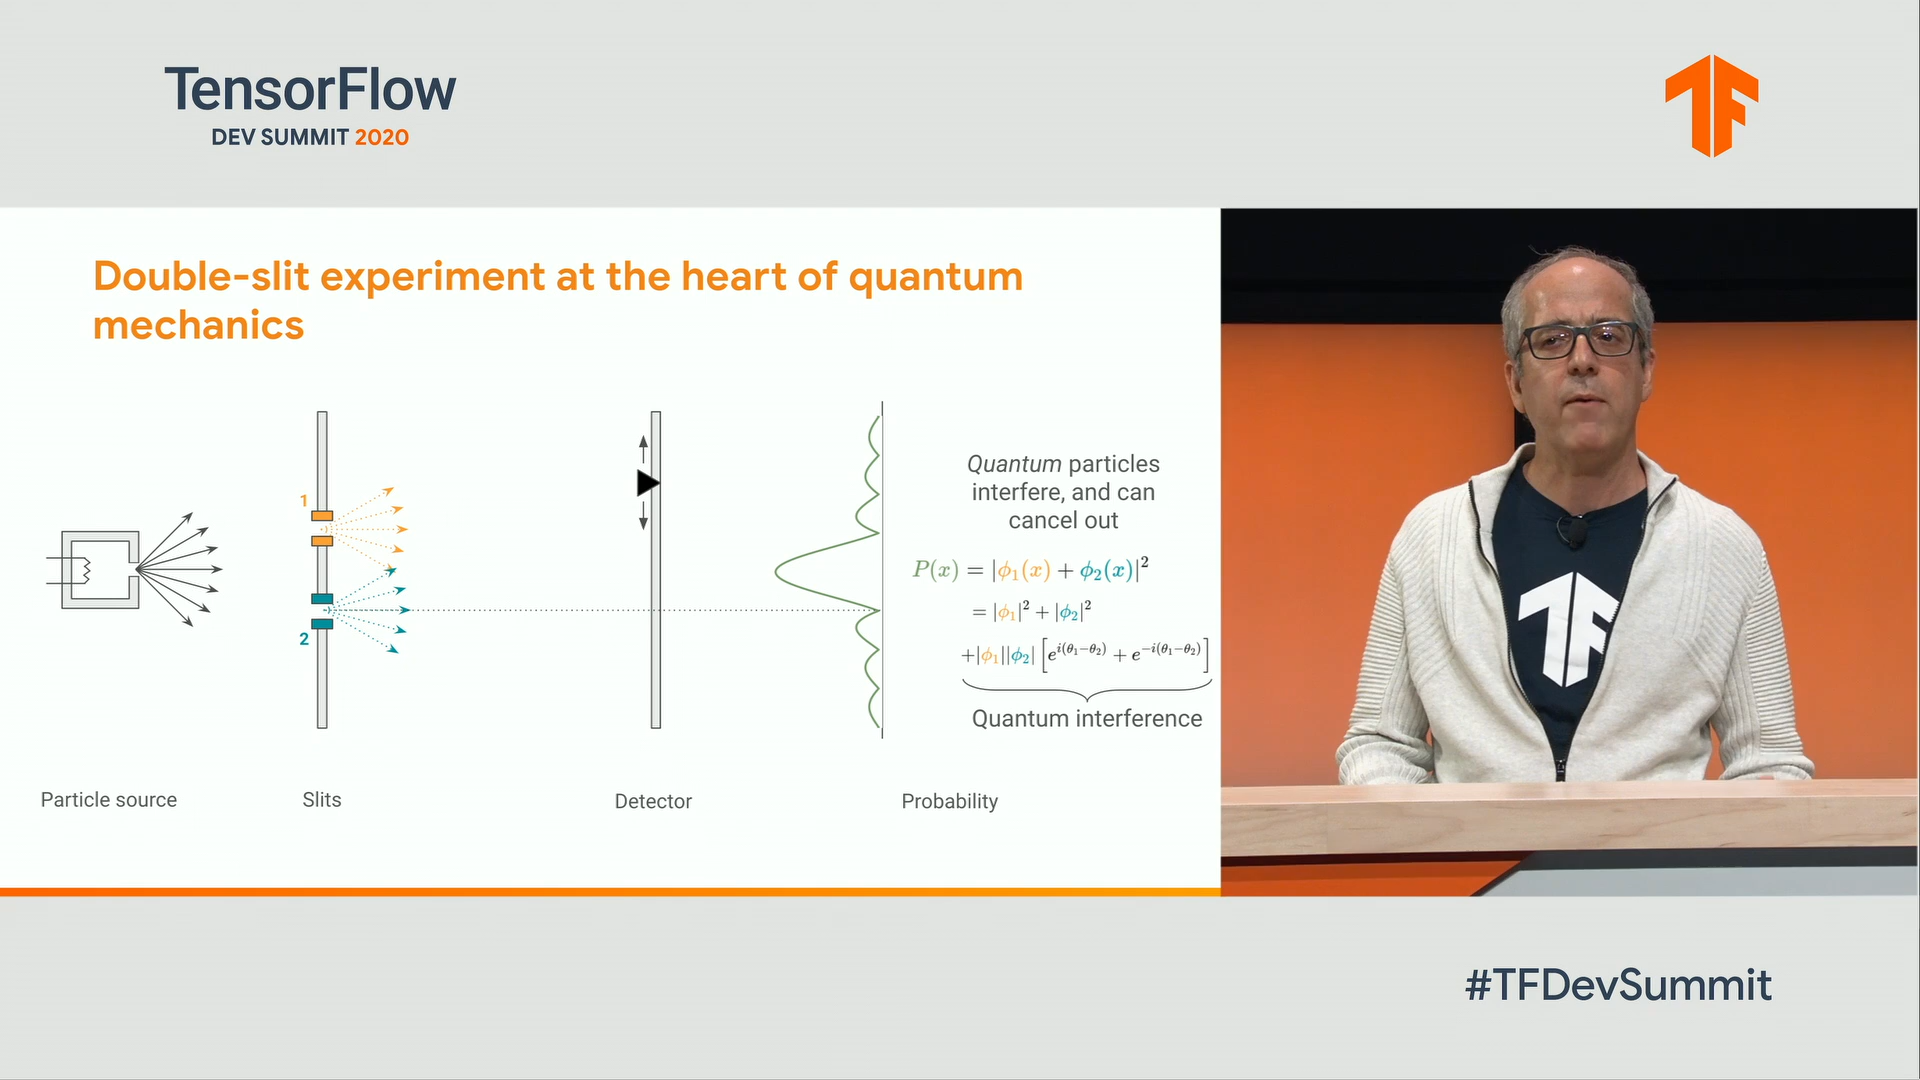 TensorFlow
DEV SUMMIT 2020
Double-slit experiment at the heart of quantum
mechanics
1
2
Quantum particles
interfere, and can
cancel out
P(x) = |ϕ₁(x) + ϕ₂(x)|²
= |ϕ₁|² + |ϕ₂|²
+|ϕ₁||ϕ₂| [e^{i(θ₁−θ₂)} + e^{−i(θ₁−θ₂)}]
Quantum interference
Particle source
Slits
Detector
Probability
#TFDevSummit